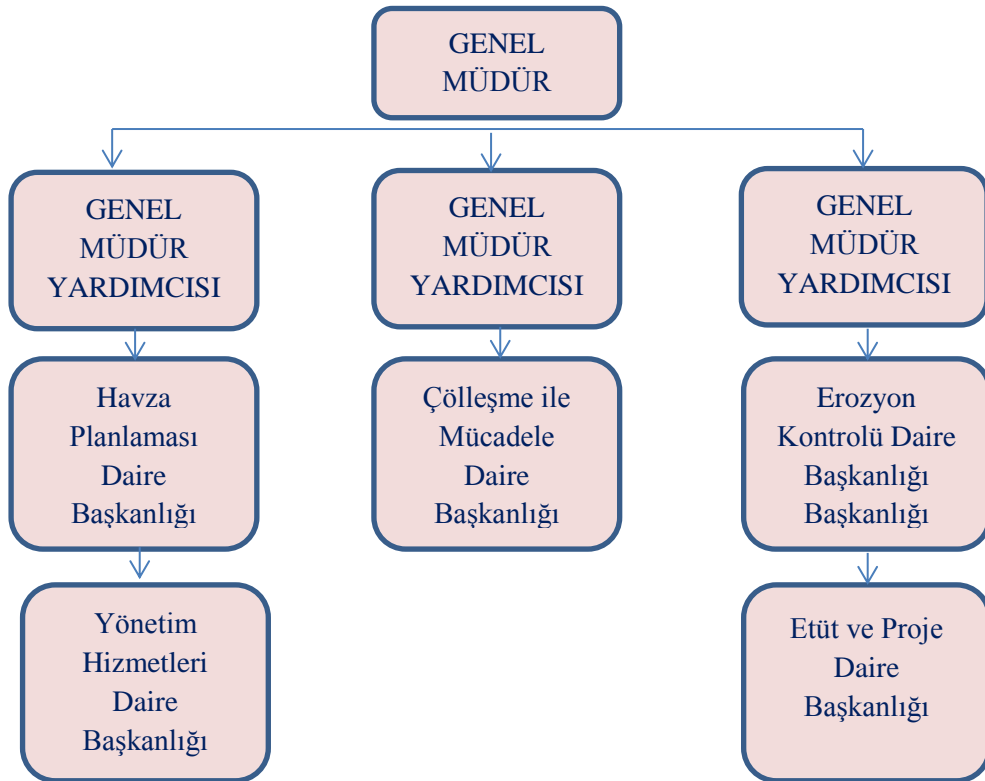 GENEL
MÜDÜR
GENEL
MÜDÜR
YARDIMCISI
GENEL
MÜDÜR
YARDIMCISI
GENEL
MÜDÜR
YARDIMCISI
Havza
Planlaması
Daire
Başkanlığı
Çölleşme ile
Mücadele
Daire
Başkanlığı
Erozyon
Kontrolü Daire
Başkanlığı
Başkanlığı
Yönetim
Hizmetleri
Daire
Başkanlığı
Etüt ve Proje
Daire
Başkanlığı